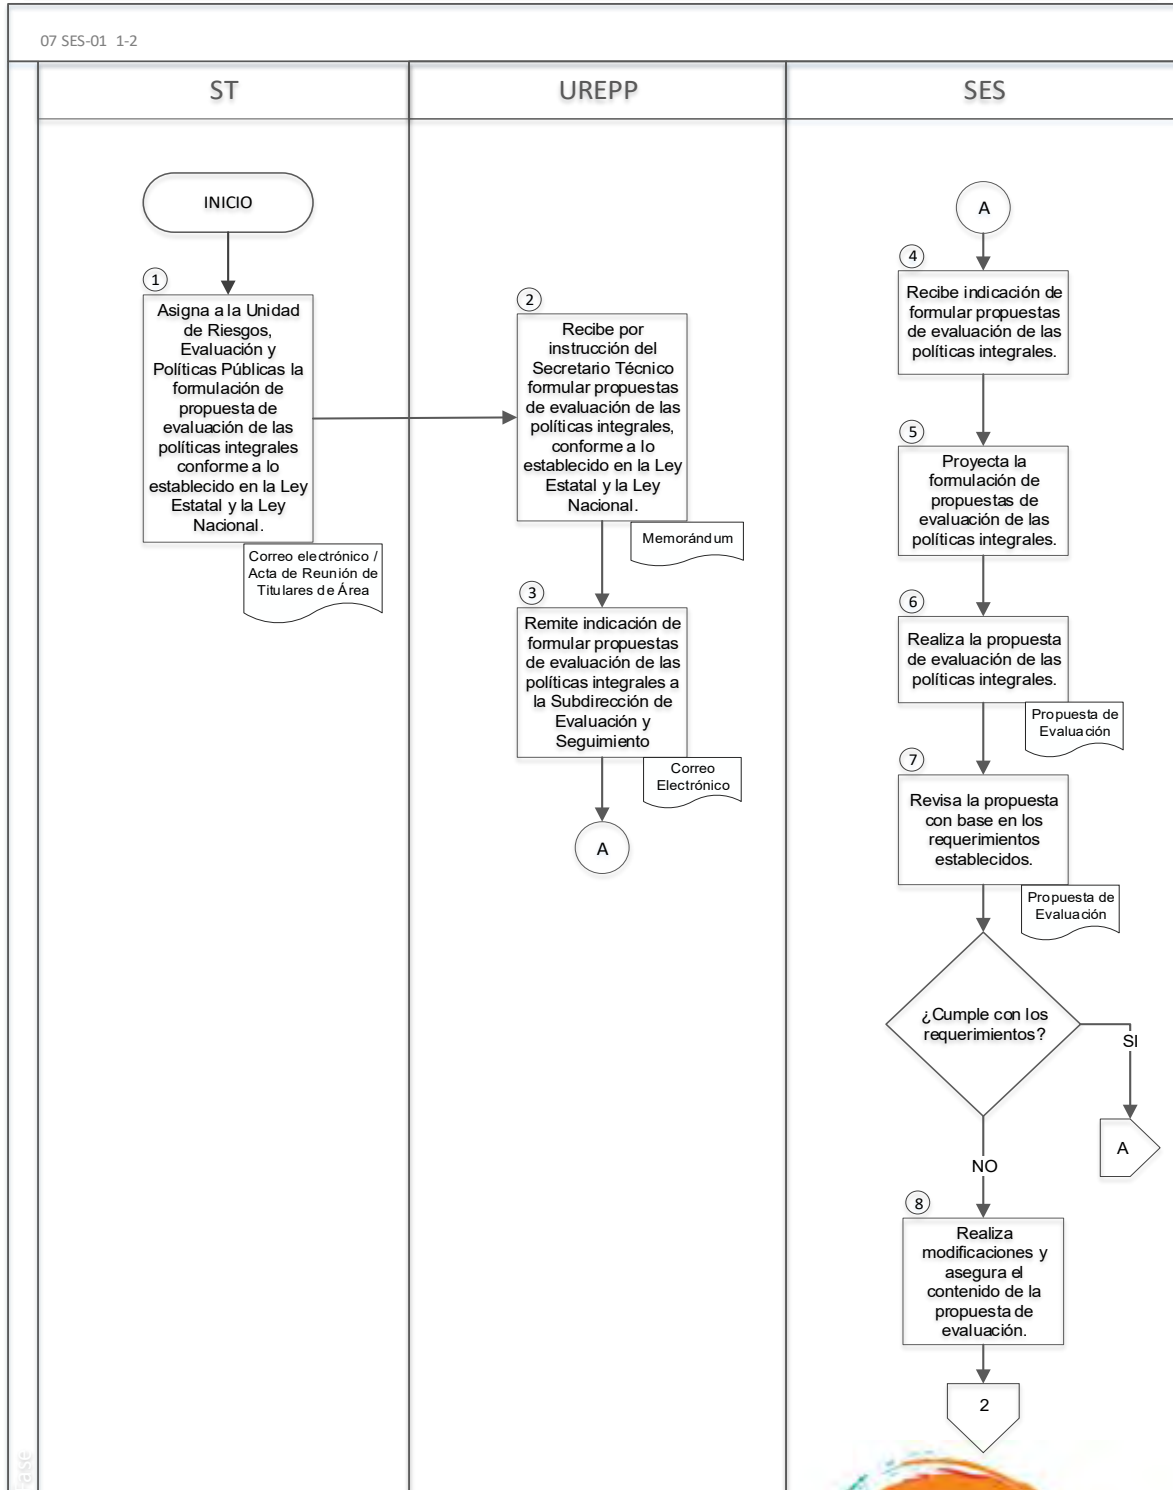 07 SES-01 1-2
ST
UREPP
SES
INICIO
1
Asigna a la Unidad
de Riesgos,
Evaluación y
Políticas Públicas la
formulación de
propuesta de
evaluación de las
políticas integrales
conforme a lo
establecido en la Ley
Estatal y la Ley
Nacional.
Correo electrónico /
Acta de Reunión de
Titulares de Área
2
Recibe por
instrucción del
Secretario Técnico
formular propuestas
de evaluación de las
políticas integrales,
conforme a lo
establecido en la Ley
Estatal y la Ley
Nacional.
Memorándum
3
Remite indicación de
formular propuestas
de evaluación de las
políticas integrales a
la Subdirección de
Evaluación y
Seguimiento
Correo
Electrónico
A
A
4
Recibe indicación de
formular propuestas
de evaluación de las
políticas integrales.
5
Proyecta la
formulación de
propuestas de
evaluación de las
políticas integrales.
6
Realiza la propuesta
de evaluación de las
políticas integrales.
Propuesta de
Evaluación
7
Revisa la propuesta
con base en los
requerimientos
establecidos.
Propuesta de
Evaluación
¿Cumple con los
requerimientos?
SI
A
NO
8
Realiza
modificaciones y
asegura el
contenido de la
propuesta de
evaluación.
2